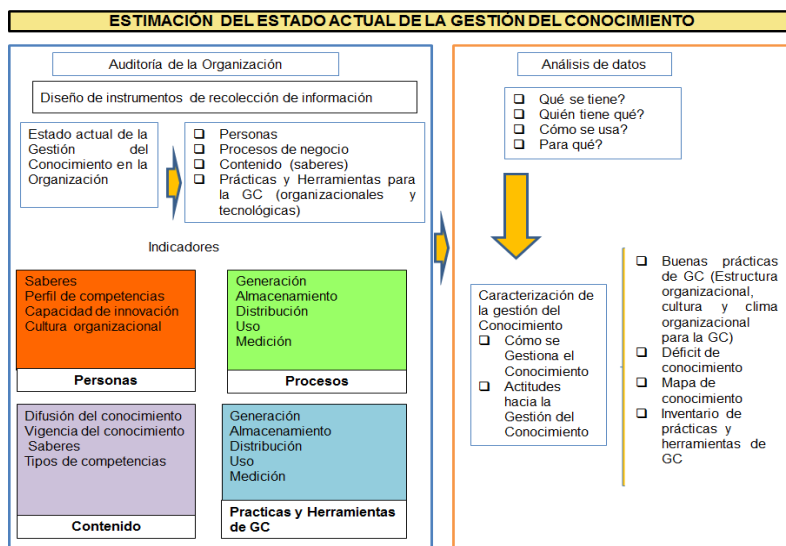 ESTIMACIÓN DEL ESTADO ACTUAL DE LA GESTIÓN DEL CONOCIMIENTO
Auditoría de la Organización
Diseño de instrumentos de recolección de información
Estado actual de la
Gestión del
Conocimiento en la
Organización
Personas
Procesos de negocio
Contenido (saberes)
Prácticas y Herramientas para
la GC (organizacionales y
tecnológicas)
Indicadores
Saberes
Perfil de competencias
Capacidad de innovación
Cultura organizacional
Personas
Generación
Almacenamiento
Distribución
Uso
Medición
Procesos
Difusión del conocimiento
Vigencia del conocimiento
Saberes
Tipos de competencias
Contenido
Generación
Almacenamiento
Distribución
Uso
Medición
Practicas y Herramientas
de GC
Análisis de datos
Qué se tiene?
Quién tiene qué?
Cómo se usa?
Para qué?
Caracterización de
la gestión del
Conocimiento
Cómo se
Gestiona el
Conocimiento
Actitudes
hacia la
Gestión del
Conocimiento
Buenas prácticas
de GC (Estructura
organizacional,
cultura y clima
organizacional
para la GC)
Déficit de
conocimiento
Mapa de
conocimiento
Inventario de
prácticas y
herramientas de
GC